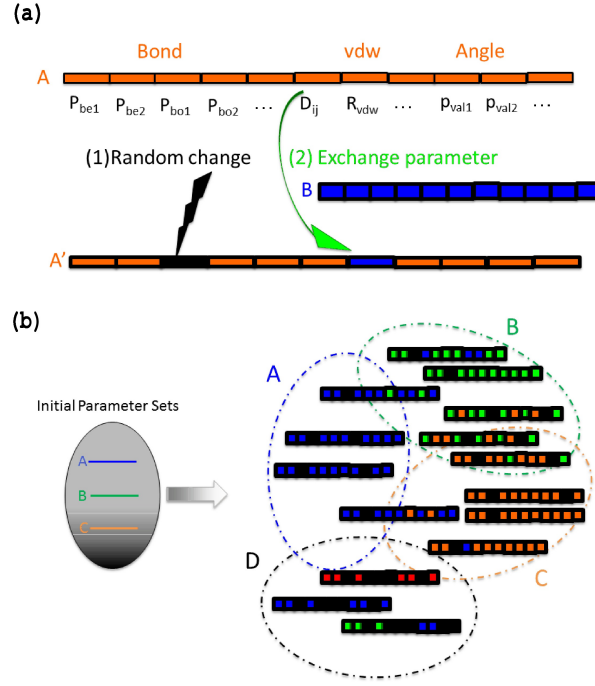 (a)
Bond vdw Angle
A
P_be1 P_be2 P_bo1 P_bo2 ... D_ij R_vdw ... p_val1 p_val2 ...
(1)Random change
(2) Exchange parameter
B
A'
(b)
B
A
Initial Parameter Sets
A
B
C
D
C